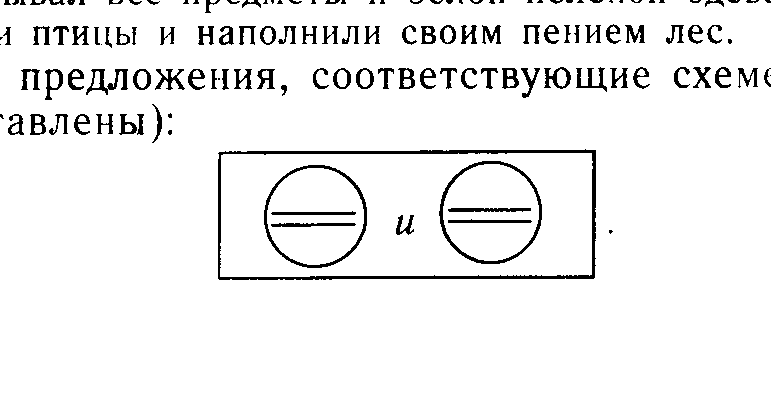 и птицы и наполнили своим пением лес.
предложения, соответствующие схеме
тавлены):
и .